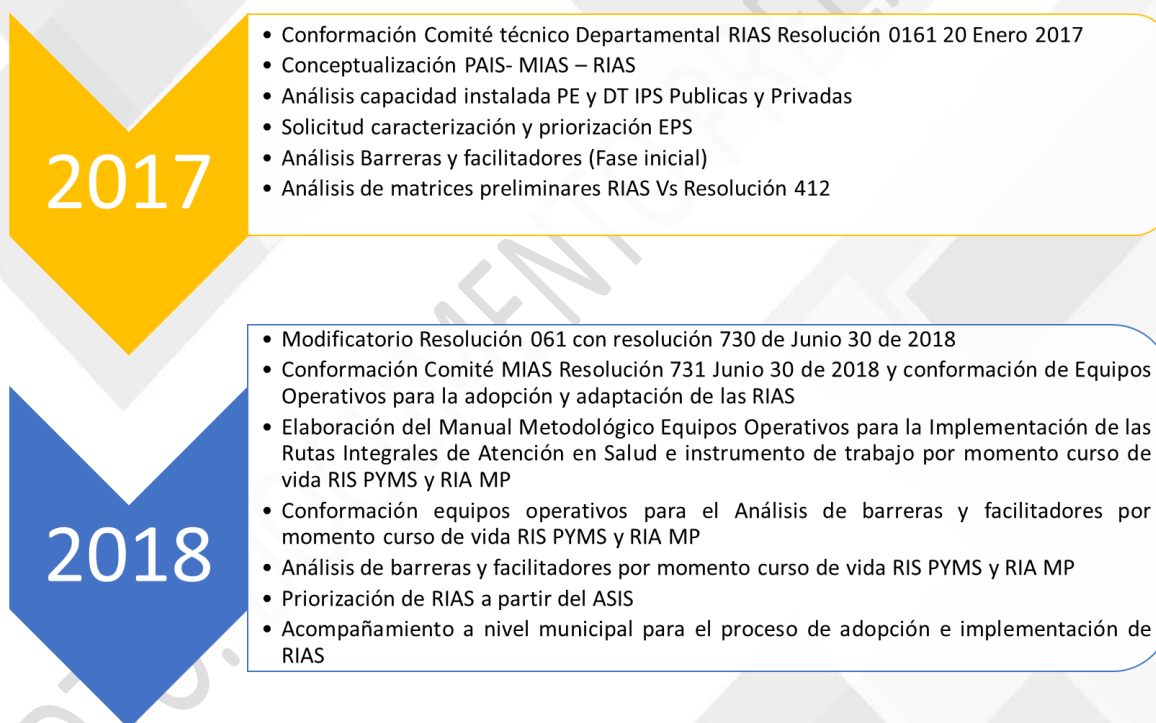 2017
• Conformación Comité técnico Departamental RIAS Resolución 0161 20 Enero 2017
• Conceptualización PAIS- MIAS – RIAS
• Análisis capacidad instalada PE y DT IPS Publicas y Privadas
• Solicitud caracterización y priorización EPS
• Análisis Barreras y facilitadores (Fase inicial)
• Análisis de matrices preliminares RIAS Vs Resolución 412
2018
• Modificatorio Resolución 061 con resolución 730 de Junio 30 de 2018
• Conformación Comité MIAS Resolución 731 Junio 30 de 2018 y conformación de Equipos
Operativos para la adopción y adaptación de las RIAS
• Elaboración del Manual Metodológico Equipos Operativos para la Implementación de las
Rutas Integrales de Atención en Salud e instrumento de trabajo por momento curso de
vida RIS PYMS y RIA MP
• Conformación equipos operativos para el Análisis de barreras y facilitadores por
momento curso de vida RIS PYMS y RIA MP
• Análisis de barreras y facilitadores por momento curso de vida RIS PYMS y RIA MP
• Priorización de RIAS a partir del ASIS
• Acompañamiento a nivel municipal para el proceso de adopción e implementación de
RIAS